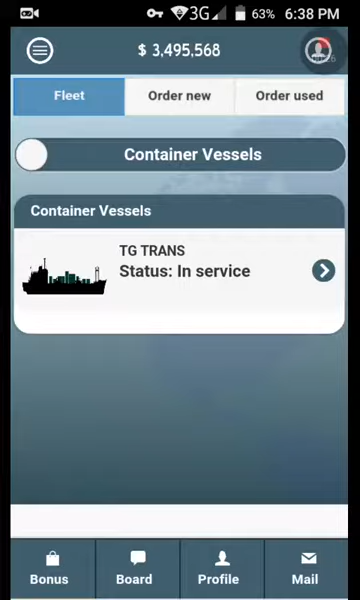 3G 63% 6:38 PM
$ 3,495,568
Fleet Order new Order used
Container Vessels
Container Vessels
TG TRANS
Status: In service
Bonus Board Profile Mail